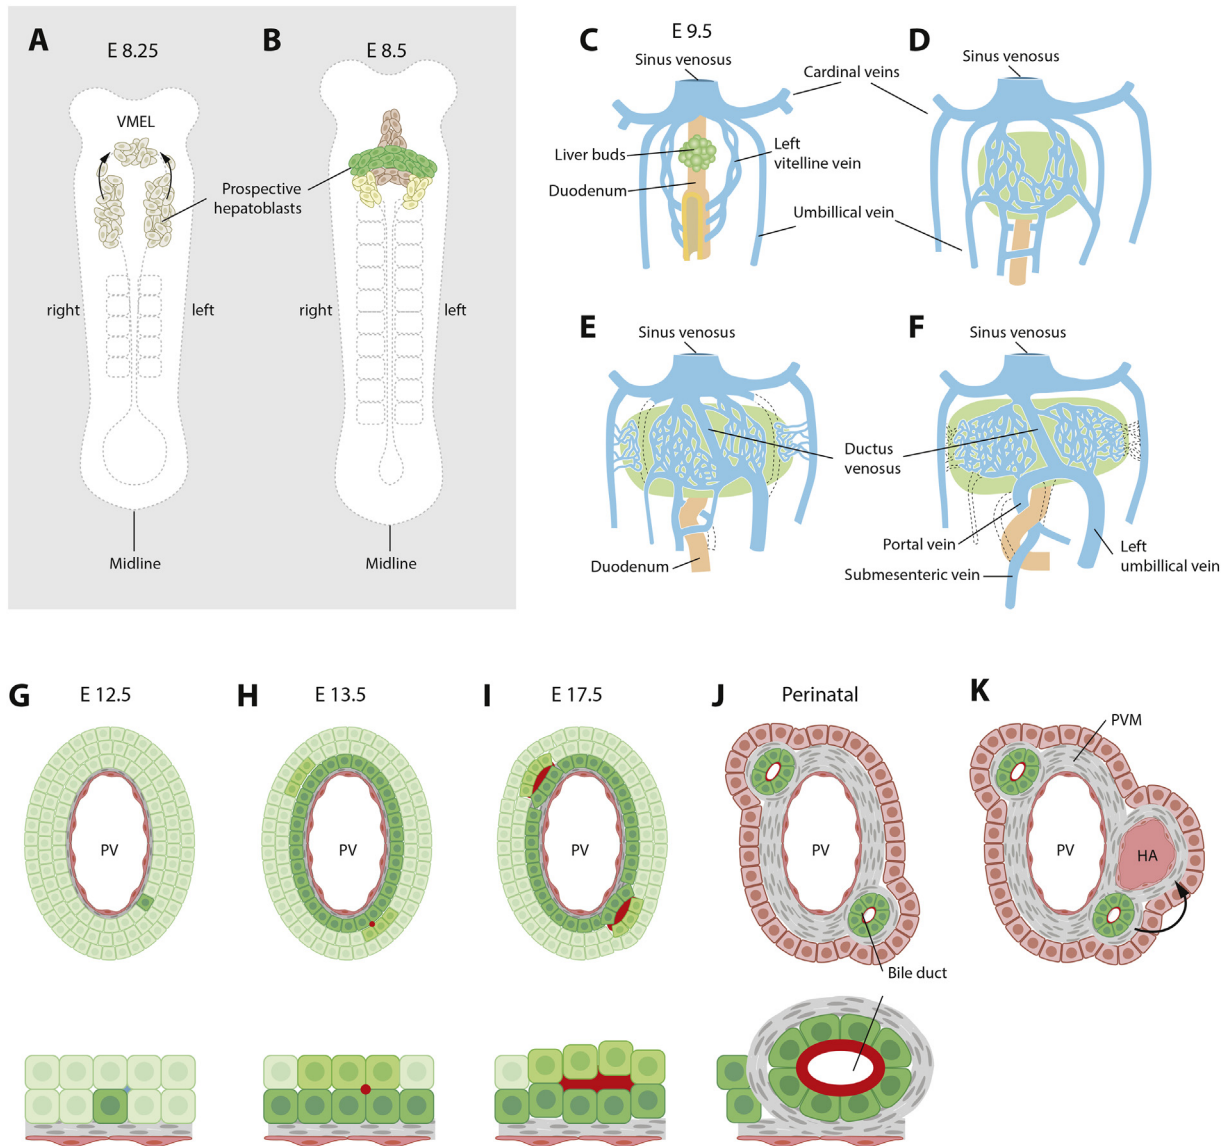 A
E 8.25
VMEL
Prospective
hepatoblasts
right
left
Midline
B
E 8.5
right
left
Midline
C
E 9.5
Sinus venosus
Cardinal veins
Liver buds
Left
vitelline vein
Duodenum
Umbillical vein
D
Sinus venosus
E
Sinus venosus
Ductus
venosus
Duodenum
F
Sinus venosus
Portal vein
Submesenteric vein
Left
umbillical vein
G
E 12.5
PV
H
E 13.5
PV
I
E 17.5
PV
J
Perinatal
PV
Bile duct
K
PVM
PV
HA